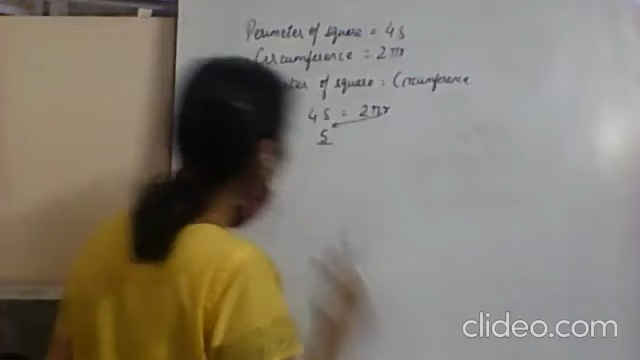 Perimeter of square = 4s
Circumference = 2πr
of square = Circumference
4s = 2πr
s
clideo.com